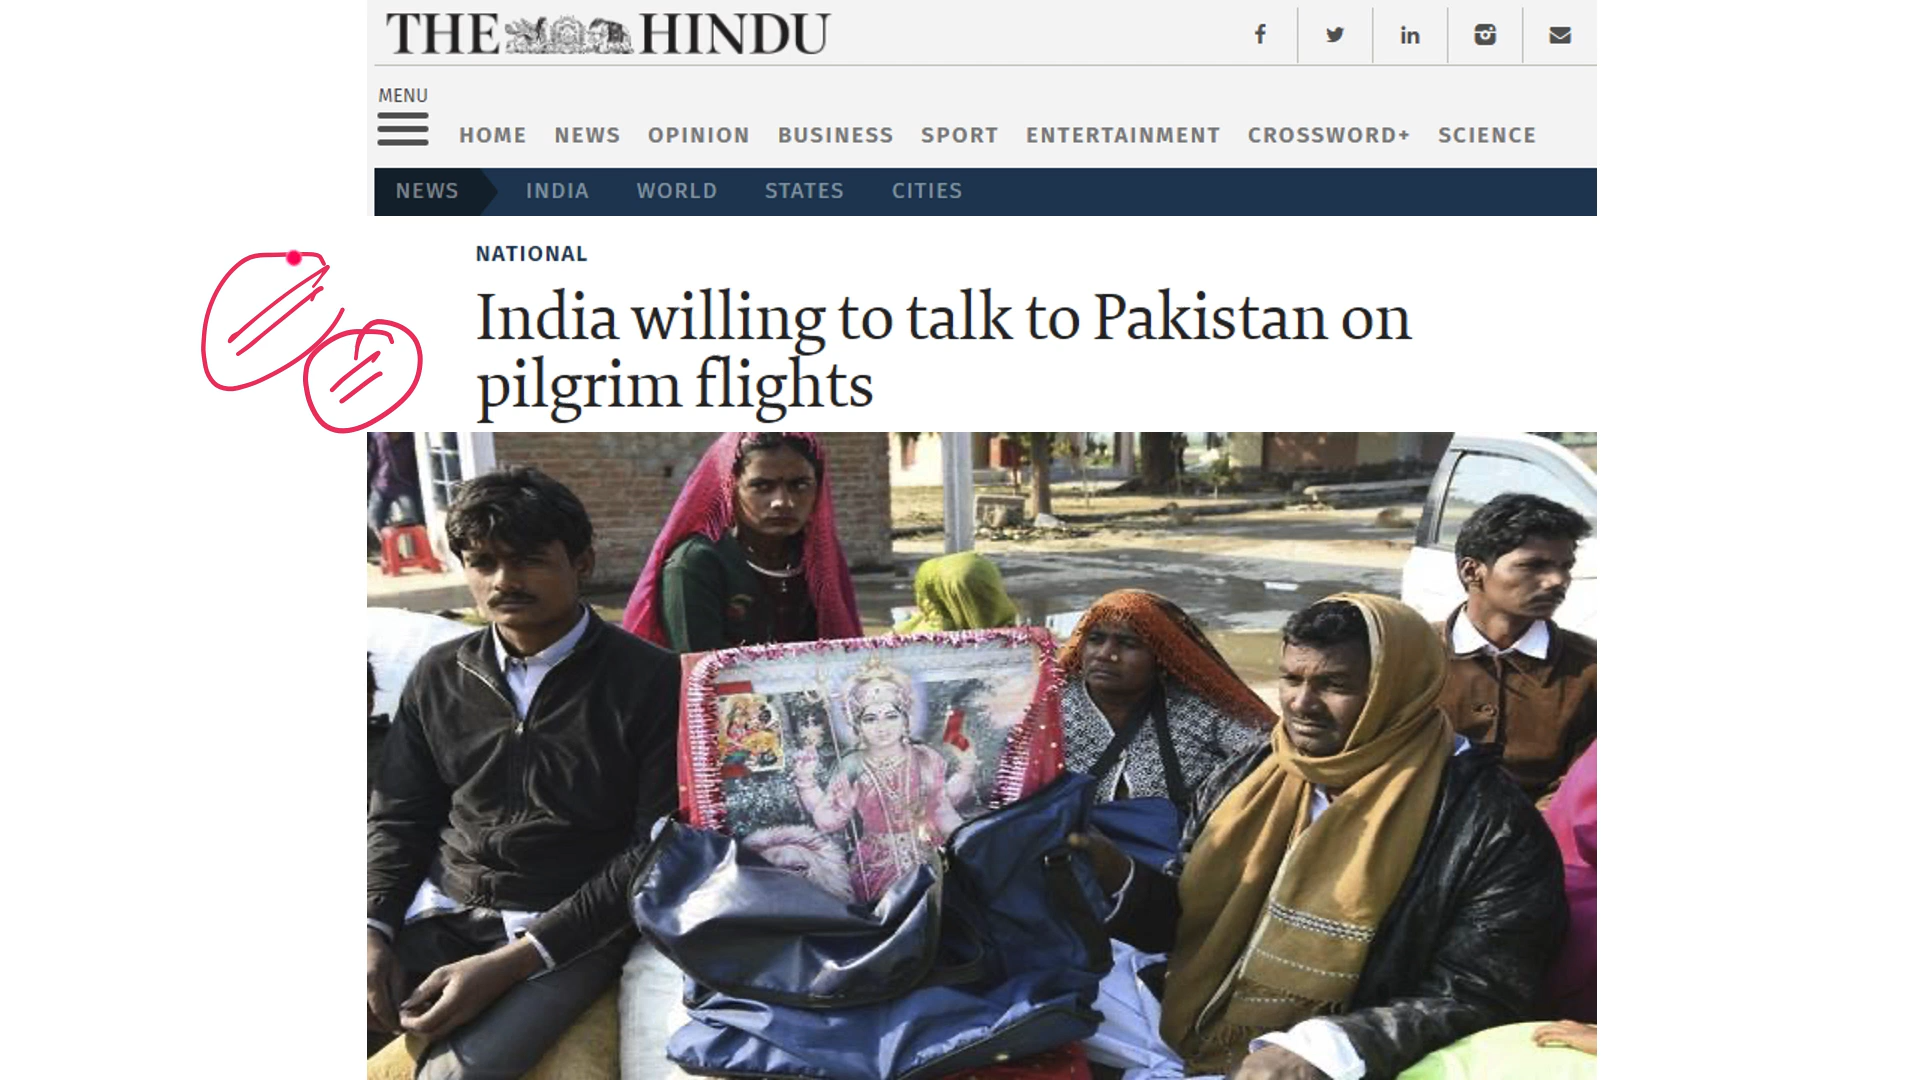 THE HINDU
MENU
HOME NEWS OPINION BUSINESS SPORT ENTERTAINMENT CROSSWORD+ SCIENCE
NEWS INDIA WORLD STATES CITIES
NATIONAL
India willing to talk to Pakistan on
pilgrim flights